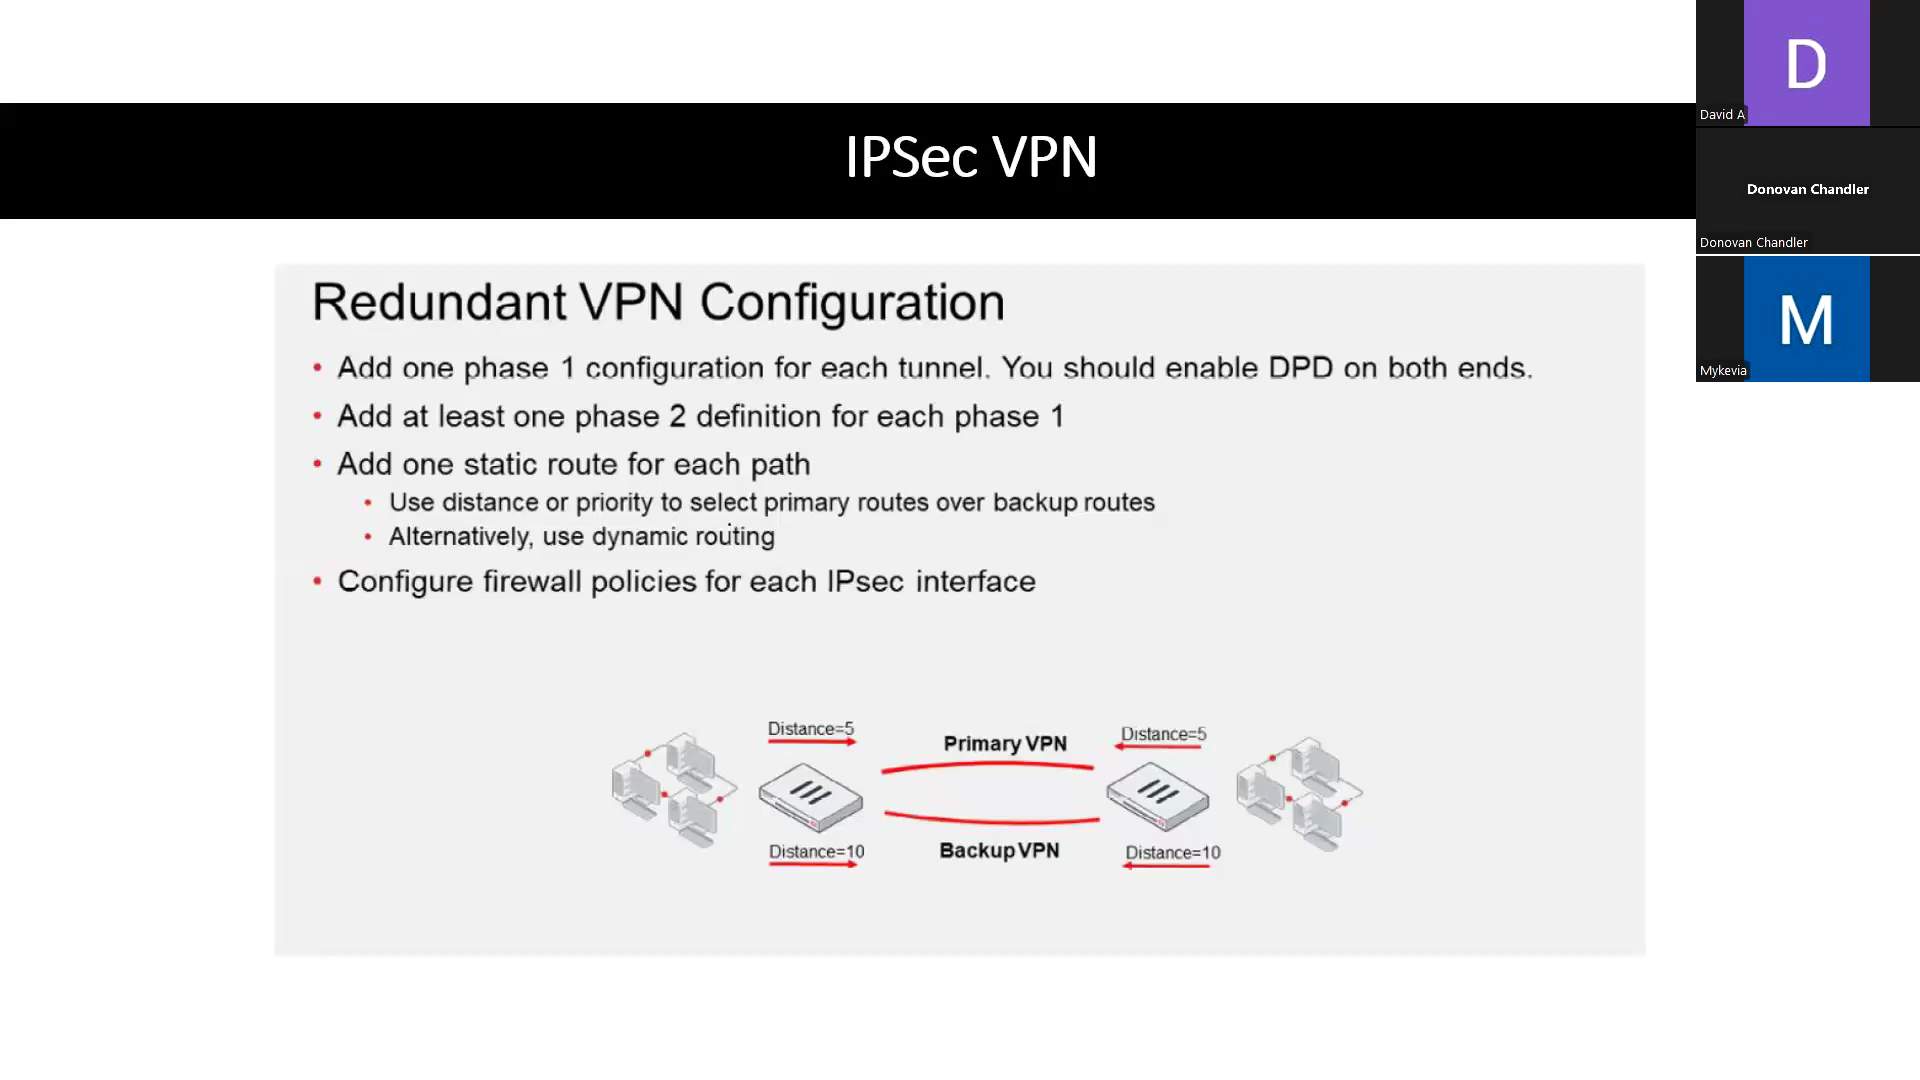 IPSec VPN
Redundant VPN Configuration
• Add one phase 1 configuration for each tunnel. You should enable DPD on both ends.
• Add at least one phase 2 definition for each phase 1
• Add one static route for each path
• Use distance or priority to select primary routes over backup routes
• Alternatively, use dynamic routing
• Configure firewall policies for each IPsec interface
Distance=5
Primary VPN
Distance=5
Distance=10
Backup VPN
Distance=10
D
David A
Donovan Chandler
Donovan Chandler
M
Mykevia